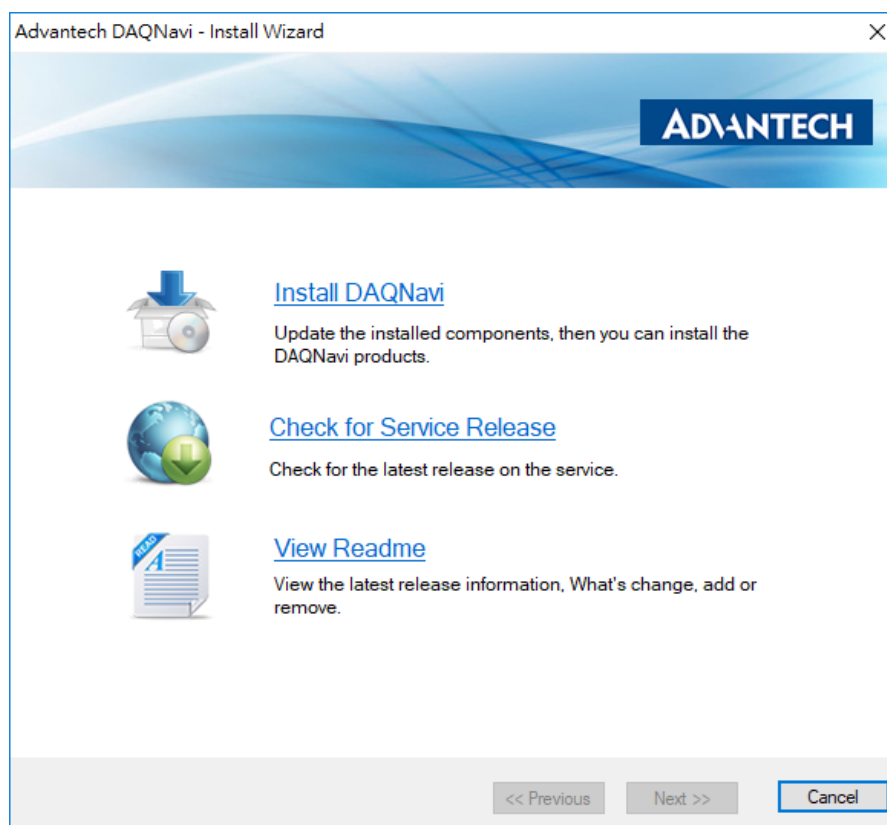 Advantech DAQNavi - Install Wizard
ADVANTECH
Install DAQNavi
Update the installed components, then you can install the
DAQNavi products.
Check for Service Release
Check for the latest release on the service.
READ
A
View Readme
View the latest release information, What's change, add or
remove.
<< Previous
Next >>
Cancel